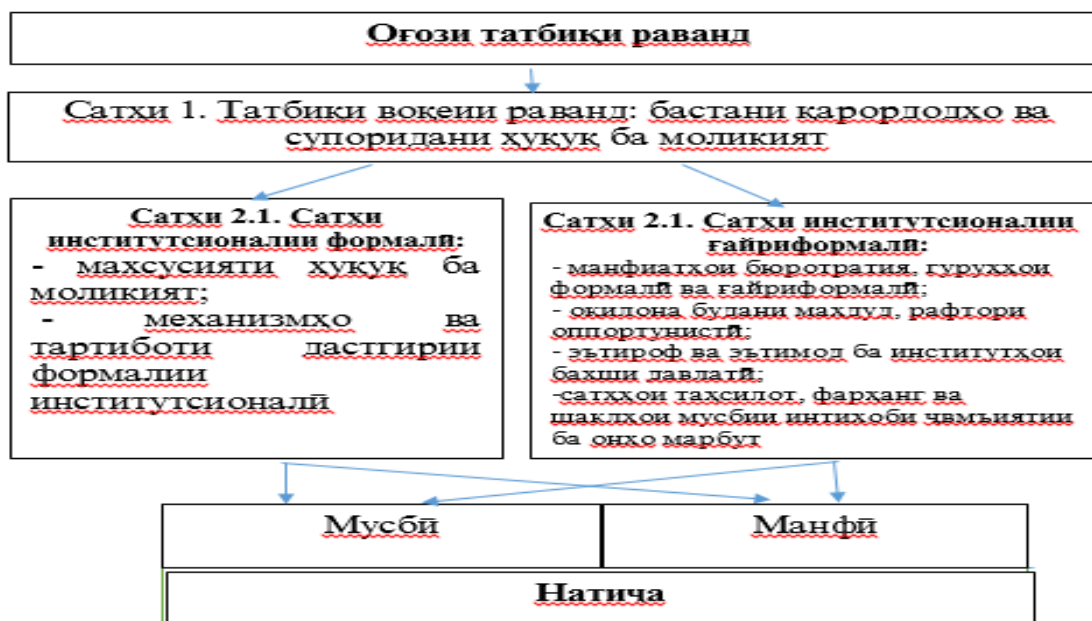 Оғози татбиқи раванд
Сатҳи 1. Татбиқи воқеии раванд: бастани қарордодҳо ва
супоридани ҳуқуқ ба моликият
Сатҳи 2.1. Сатҳи
институтсионалии формалӣ:
- махсусияти ҳуқуқ ба
моликият;
- механизмҳо ва
тартиботи дастгирии
формалии
институтсионалӣ
Сатҳи 2.1. Сатҳи институтсионалии
ғайриформалӣ:
- манфиатҳои бюротратия, гурӯҳҳои
формалӣ ва ғайриформалӣ;
- оқилона будани маҳдуд, рафтори
оппортунистӣ;
- эътироф ва эътимод ба институтҳои
бахши давлатӣ;
-сатҳҳои таҳсилот, фарҳанг ва
шаклҳои мусбии интихоби ҷвмъиятии
ба онҳо марбут
Мусбӣ
Манфӣ
Натиҷа